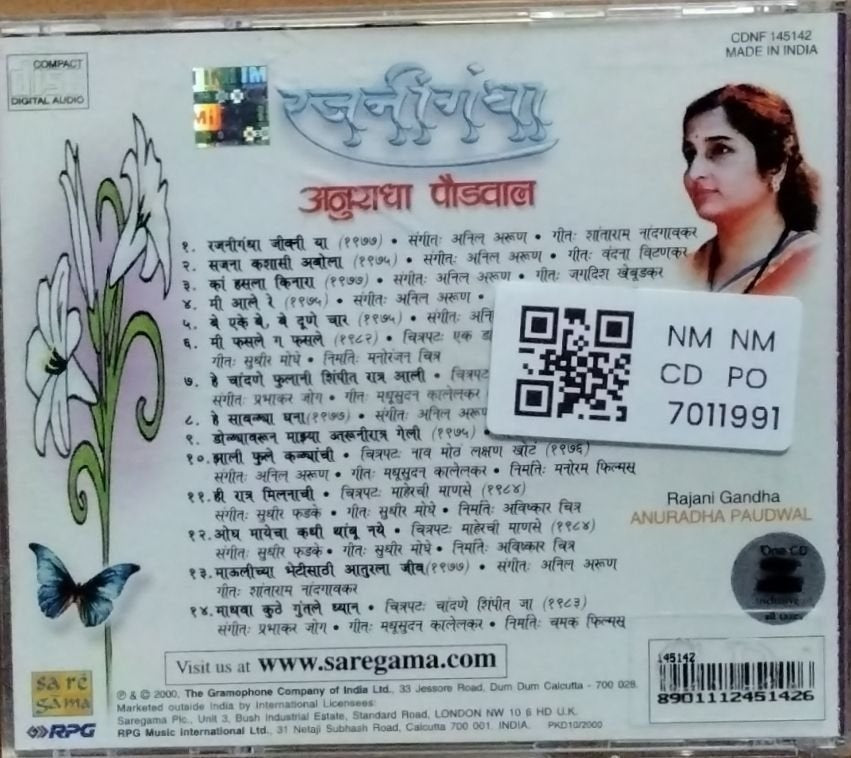 COMPACT
DIGITAL AUDIO
CDNF 145142
MADE IN INDIA
रजनीगंधा
अनुराधा पौडवाल
१. रजनीगंधा जीवनी या (१९७७) • संगीतः अनिल अरूण • गीतः शांताराम नांदगावकर
२. सजना कशासी अबोला (१९७५) • संगीतः अनिल अरूण • गीतः वंदना विटणकर
३. कां हसला किनारा (१९७७) • संगीतः अनिल अरूण • गीतः जगदिश खेबूडकर
४. मी आले रे (१९७५) • संगीतः अनिल अरूण •
५. बे एके बे, बे दूणे चार (१९७५) • संगीतः
६. मी फसले ग फसले (१९८२) • चित्रपटः एक
गीतः सुधीर मोघे • निर्मातिः मनोरंजन चित्र
७. हे चांदणे फुलानी शिंपीत रात्र आली •
संगीतः प्रभाकर जोग • गीतः मधूसुदन कालेलकर
८. हे सावळ्या घना(१९७७) • संगीतः अनिल
९. डोळ्यावरून माझ्या गेली (१९७५) •
१०. झाली फुले कळ्यांची • चित्रपटः नाव मोठं लक्षण खोटं (१९७६)
संगीतः अनिल अरूण • गीतः मधूसुदन कालेलकर • निर्मातिः मनोरम फिल्मस्
११. ही रात्र मिलनाची • चित्रपटः माहेरची माणसे (१९८४)
संगीतः सुधीर फडके • गीतः सुधीर मोघे • निर्मातिः अविष्कार चित्र
१२. ओघ मायेचा कधी थांबू नये • चित्रपटः माहेरची माणसे (१९८४)
संगीतः सुधीर फडके • गीतः सुधीर मोघे • निर्मातिः अविष्कार चित्र
१३. माऊलीच्या भेटीसाठी आतुरला जीव(१९७७) • संगीतः अनिल अरूण
गीतः शांताराम नांदगावकर
१४. माधवा कुठे गुंतले ध्यान • चित्रपटः चांदणे शिंपीत जा (१९८३)
संगीतः प्रभाकर जोग • गीतः मधूसुदन कालेलकर • निर्मातिः चमक फिल्मस्
NM NM
CD PO
7011991
Rajani Gandha
ANURADHA PAUDWAL
One CD
all taxes
Visit us at www.saregama.com
sa re
ga ma
RPG
℗ & © 2000, The Gramophone Company of India Ltd., 33 Jessore Road, Dum Dum Calcutta - 700 028.
Marketed outside India by International Licensees:
Saregama Plc., Unit 3, Bush Industrial Estate, Standard Road, LONDON NW 10 6 HD U.K.
RPG Music International Ltd., 31 Netaji Subhash Road, Calcutta 700 001. INDIA. PKD10/2000
145142
8901112451426